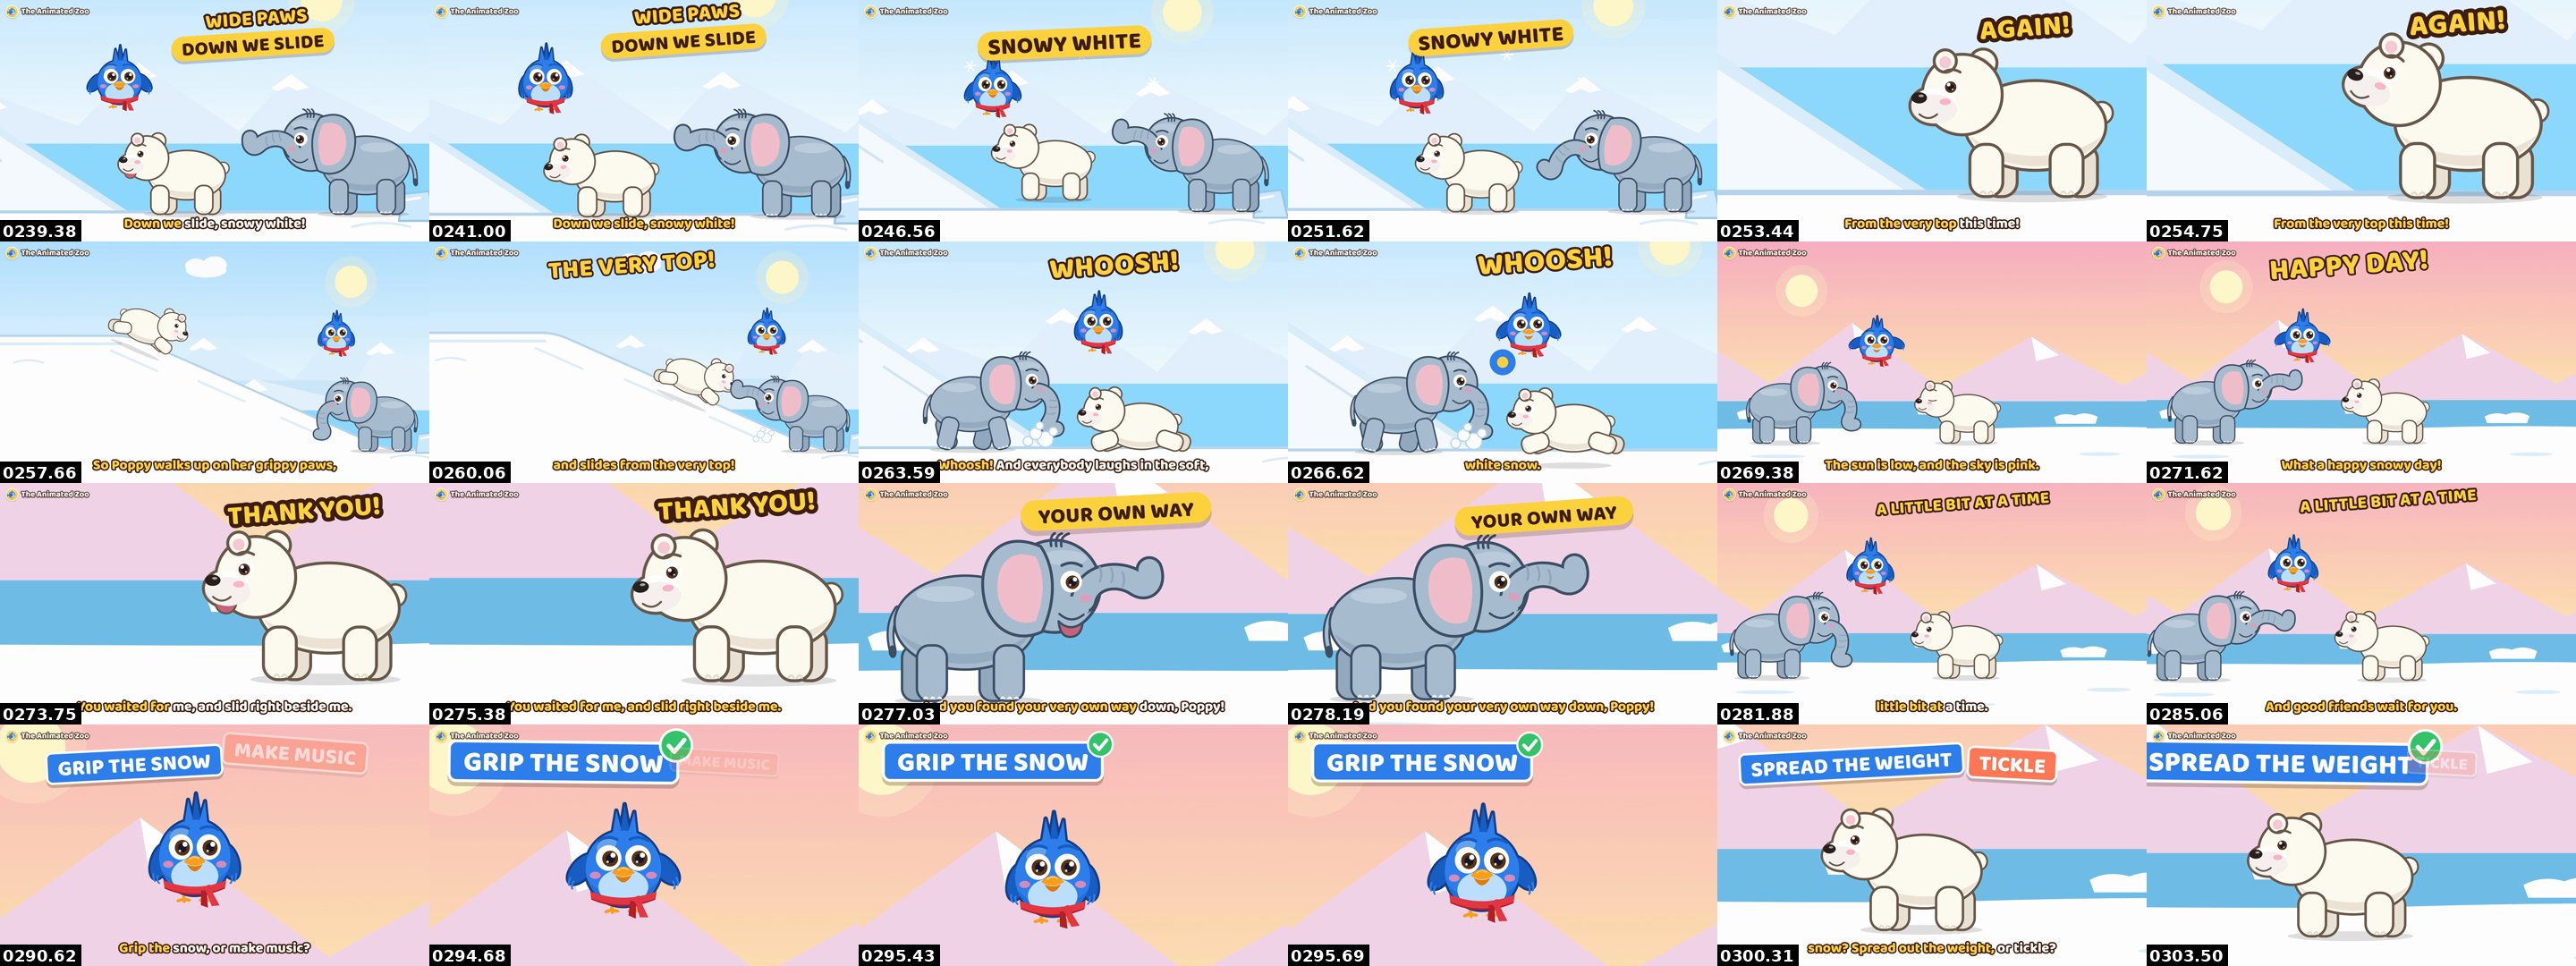 The Animated Zoo
WIDE PAWS
DOWN WE SLIDE
Down we slide, snowy white!
0239.38
The Animated Zoo
WIDE PAWS
DOWN WE SLIDE
Down we slide, snowy white!
0241.00
The Animated Zoo
SNOWY WHITE
0246.56
The Animated Zoo
SNOWY WHITE
0251.62
The Animated Zoo
AGAIN!
From the very top this time!
0253.44
The Animated Zoo
AGAIN!
From the very top this time!
0254.75
The Animated Zoo
So Poppy walks up on her grippy paws,
0257.66
The Animated Zoo
THE VERY TOP!
and slides from the very top!
0260.06
The Animated Zoo
WHOOSH!
Whoosh! And everybody laughs in the soft,
0263.59
The Animated Zoo
WHOOSH!
white snow.
0266.62
The Animated Zoo
The sun is low, and the sky is pink.
0269.38
The Animated Zoo
HAPPY DAY!
What a happy snowy day!
0271.62
The Animated Zoo
THANK YOU!
You waited for me, and slid right beside me.
0273.75
The Animated Zoo
THANK YOU!
You waited for me, and slid right beside me.
0275.38
The Animated Zoo
YOUR OWN WAY
you found your very own way down, Poppy!
0277.03
The Animated Zoo
YOUR OWN WAY
you found your very own way down, Poppy!
0278.19
The Animated Zoo
A LITTLE BIT AT A TIME
little bit at a time.
0281.88
The Animated Zoo
A LITTLE BIT AT A TIME
And good friends wait for you.
0285.06
The Animated Zoo
GRIP THE SNOW
MAKE MUSIC
Grip the snow, or make music?
0290.62
The Animated Zoo
GRIP THE SNOW
MAKE MUSIC
0294.68
The Animated Zoo
GRIP THE SNOW
0295.43
The Animated Zoo
GRIP THE SNOW
0295.69
The Animated Zoo
SPREAD THE WEIGHT
TICKLE
snow? Spread out the weight, or tickle?
0300.31
The Animated Zoo
SPREAD THE WEIGHT
0303.50